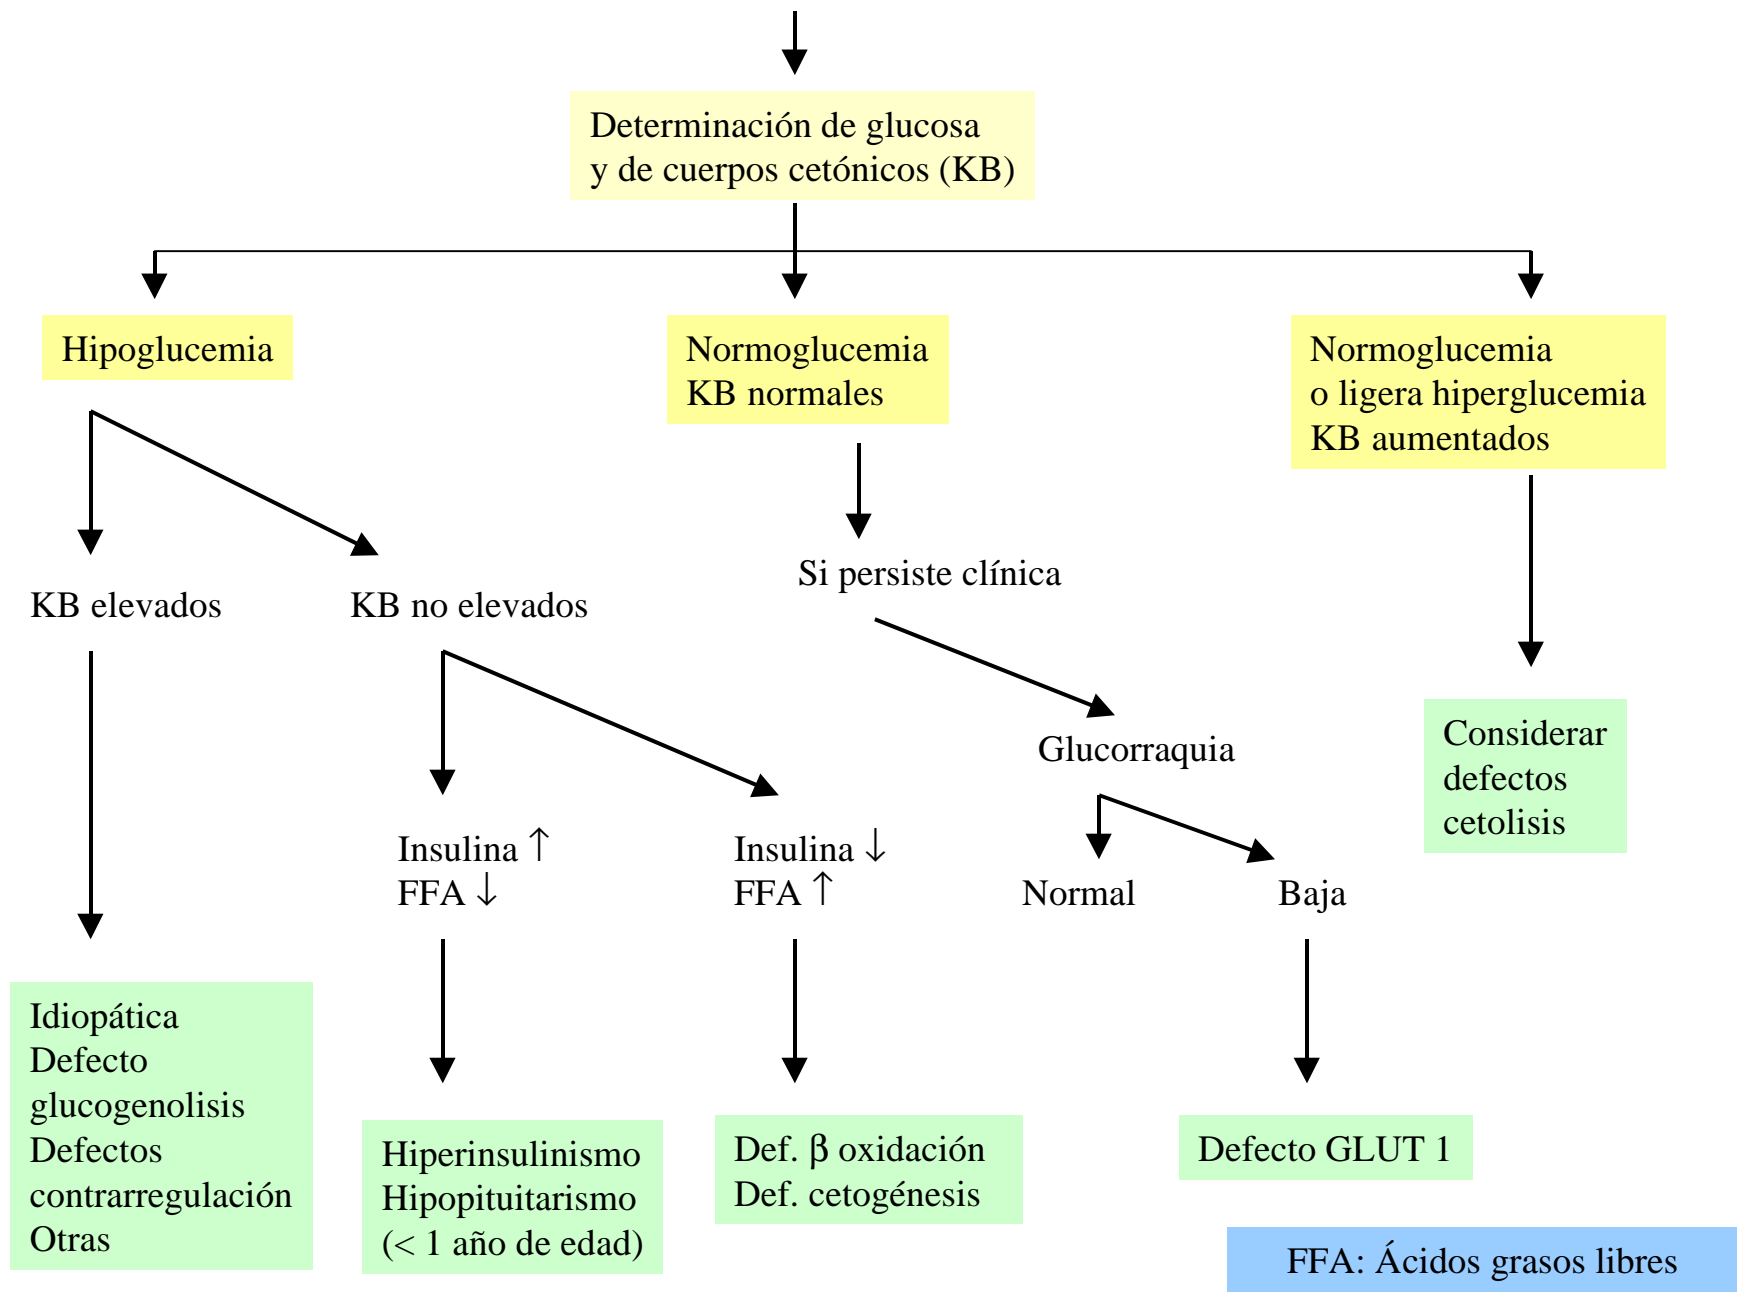 Determinación de glucosa
y de cuerpos cetónicos (KB)
Hipoglucemia
Normoglucemia
KB normales
Normoglucemia
o ligera hiperglucemia
KB aumentados
KB elevados
KB no elevados
Si persiste clínica
Glucorraquia
Considerar
defectos
cetolisis
Insulina ↑
FFA ↓
Insulina ↓
FFA ↑
Normal
Baja
Idiopática
Defecto
glucogenolisis
Defectos
contrarregulación
Otras
Hiperinsulinismo
Hipopituitarismo
(< 1 año de edad)
Def. β oxidación
Def. cetogénesis
Defecto GLUT 1
FFA: Ácidos grasos libres